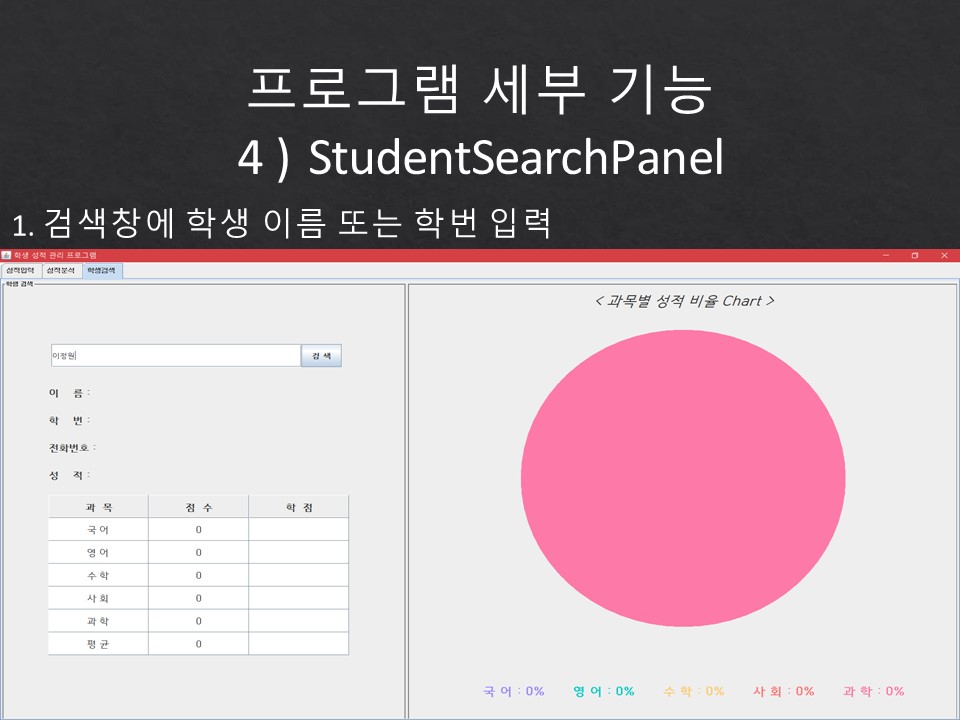 프로그램 세부 기능
4 ) StudentSearchPanel
1. 검색창에 학생 이름 또는 학번 입력
학생 성적 관리 프로그램
성적입력 성적분석 학생검색
학생 검색
이정원
검 색
이 름 :
학 번 :
전화번호 :
성 적 :
과 목 점 수 학 점
국 어 0
영 어 0
수 학 0
사 회 0
과 학 0
평 균 0
< 과목별 성적 비율 Chart >
국 어 : 0% 영 어 : 0% 수 학 : 0% 사 회 : 0% 과 학 : 0%